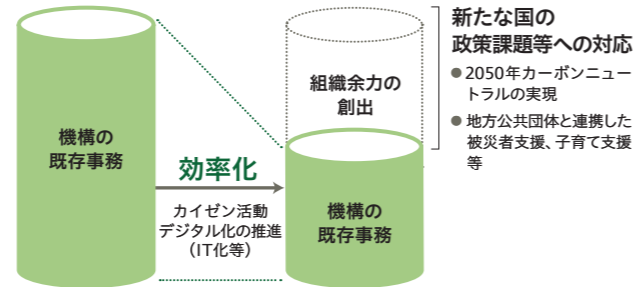 機構の
既存事務
効率化
カイゼン活動
デジタル化の推進
（IT化等）
組織余力の
創出
機構の
既存事務
新たな国の
政策課題等への対応
● 2050年カーボンニュー
トラルの実現
● 地方公共団体と連携した
被災者支援、子育て支援
等